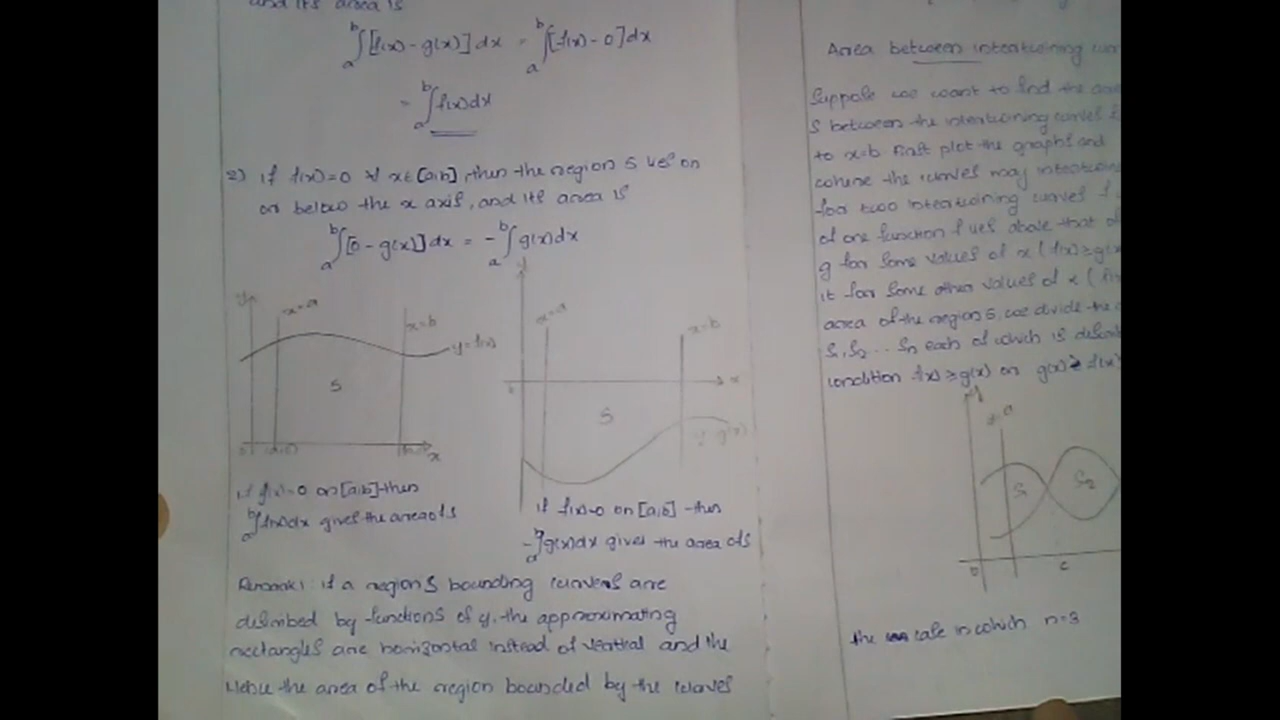 and its area is
∫ₐᵇ [f(x) - g(x)] dx = ∫ₐᵇ [f(x) - 0] dx
= ∫ₐᵇ f(x) dx
2) if f(x)=0 ∀ x∈[a,b], then the region S lies on
or below the x axis, and its area is
∫ₐᵇ [0 - g(x)] dx = -∫ₐᵇ g(x) dx
y
x=a
x=b
y=f(x)
S
0
x
if g(x)=0 on [a,b] then
∫ₐᵇ f(x) dx gives the area of S
y
x=a
x=b
x
S
y=g(x)
if f(x)=0 on [a,b] then
-∫ₐᵇ g(x) dx gives the area of S
Remark: if a region S bounding curves are
described by functions of y, the approximating
rectangles are horizontal instead of vertical and the
Hence the area of the region bounded by the curves
Area between intertwining
Suppose we want to find the
S between the intertwining curves
to x=b. First plot the graphs and
where the curves may
for two intertwining curves f
of one function f lies above that of
g for some values of x (f(x) ≥ g(x
it for some other values of x (
area of the region S, we divide the
S₁, S₂ ... Sn each of which is
condition f(x) ≥ g(x) or g(x) ≥ f(x)
y
x=a
S₁
S₂
0
c
the case in which n=3